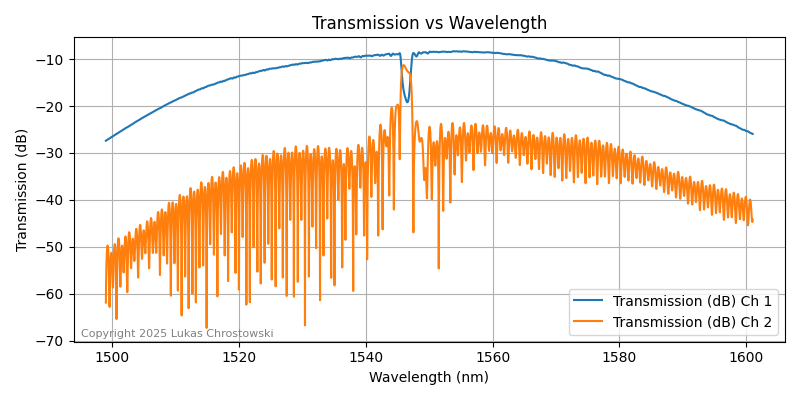 Transmission vs Wavelength
Transmission (dB)
−10
−20
−30
−40
−50
−60
−70
Transmission (dB) Ch 1
Transmission (dB) Ch 2
Copyright 2025 Lukas Chrostowski
1500 1520 1540 1560 1580 1600
Wavelength (nm)